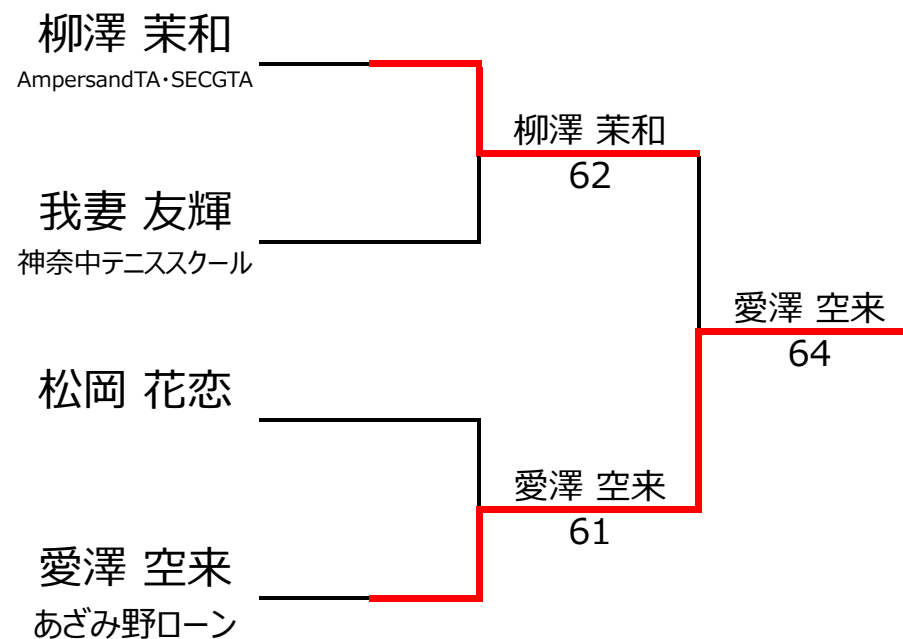 柳澤 茉和
AmpersandTA・SECGTA
柳澤 茉和
62
我妻 友輝
神奈中テニススクール
愛澤 空来
64
松岡 花恋
愛澤 空来
61
愛澤 空来
あざみ野ローン